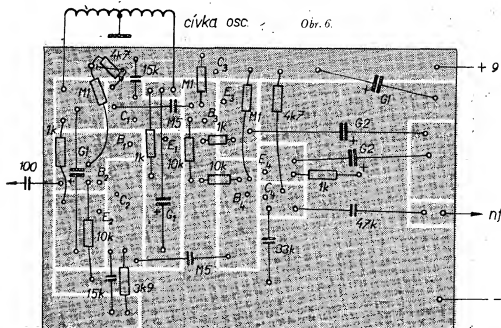 cívka osc.
Obr. 6.
4k7
15k
M1
M1
C3
G1
+ 9
E3
M1
4k7
M5
C1
B3
G2
1k
B1
E1
1k
1k
10k
G2
G1
E4
100
B2
10k
B4
1k
C2
G1
C4
E2
47k
nf
10k
33k
M5
15k
3k9
−